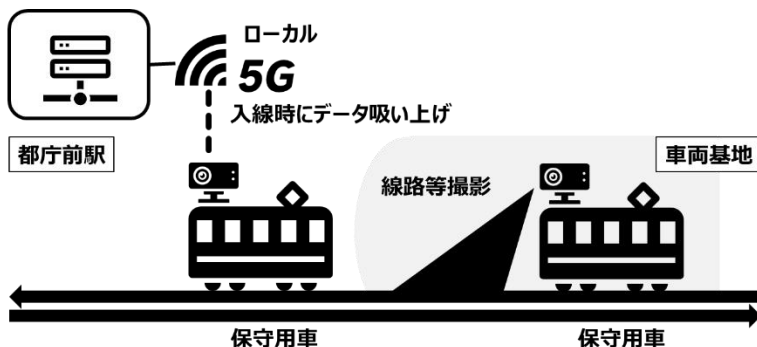 ローカル
5G
入線時にデータ吸い上げ
都庁前駅
車両基地
線路等撮影
保守用車
保守用車